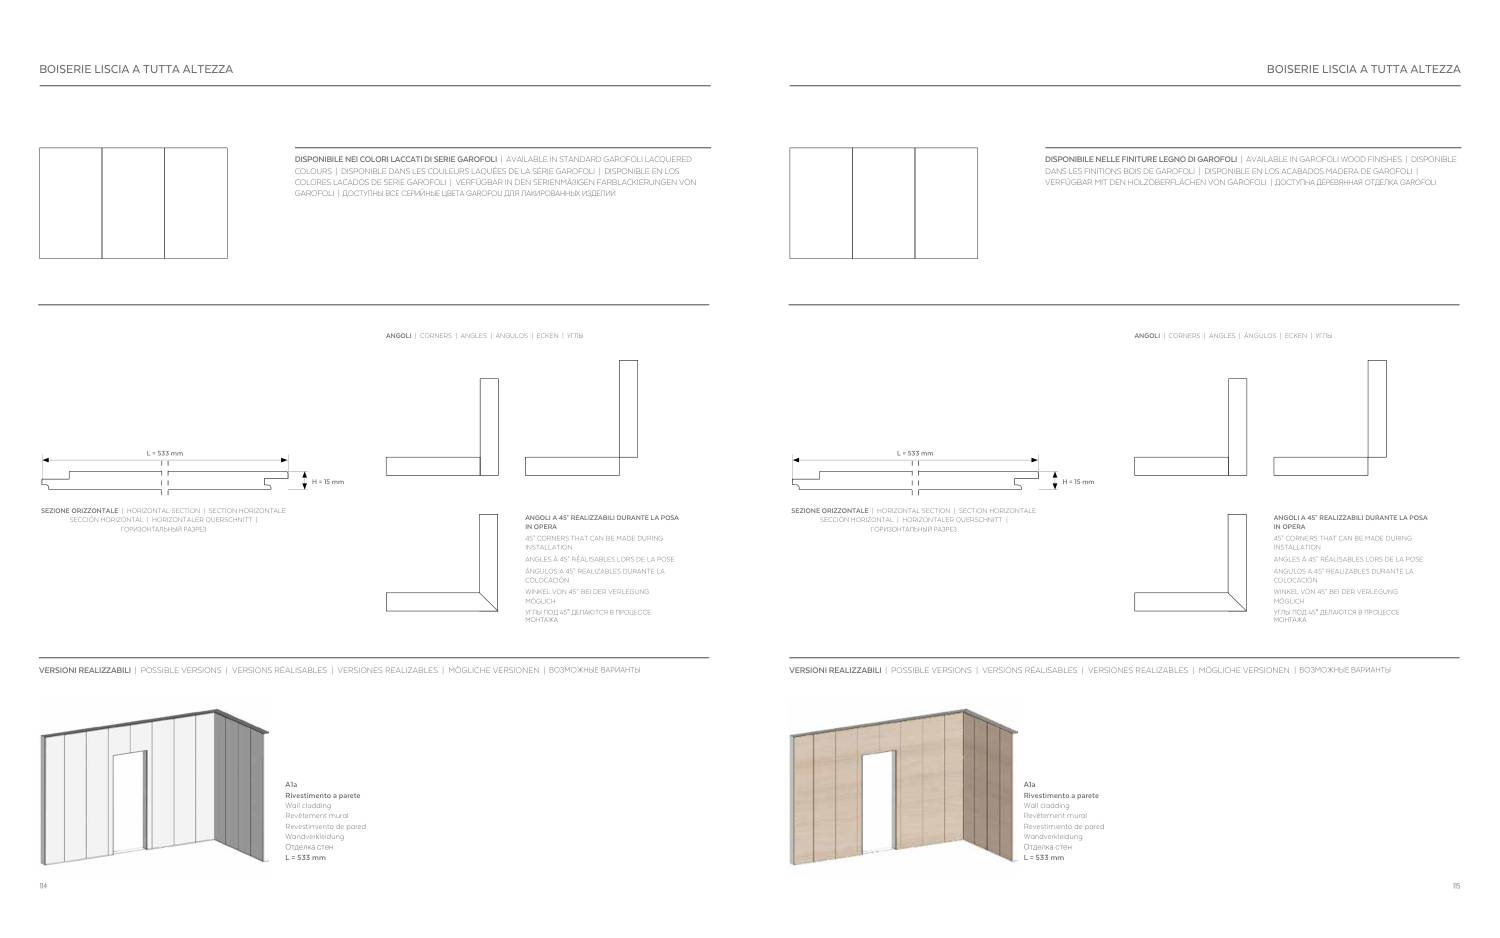 BOISERIE LISCIA A TUTTA ALTEZZA
DISPONIBILE NEI COLORI LACCATI DI SERIE GAROFOLI | AVAILABLE IN STANDARD GAROFOLI LACQUERED
COLOURS | DISPONIBLE DANS LES COULEURS LAQUÉES DE LA SÉRIE GAROFOLI | DISPONIBLE EN LOS
COLORES LACADOS DE SERIE GAROFOLI | VERFÜGBAR IN DEN SERIENMÄßIGEN FARBLACKIERUNGEN VON
GAROFOLI | ДОСТУПНЫ ВСЕ СЕРИЙНЫЕ ЦВЕТА GAROFOLI ДЛЯ ЛАКИРОВАННЫХ ИЗДЕЛИЙ
ANGOLI | CORNERS | ANGLES | ÁNGULOS | ECKEN | УГЛЫ
L = 533 mm
H = 15 mm
SEZIONE ORIZZONTALE | HORIZONTAL SECTION | SECTION HORIZONTALE
SECCIÓN HORIZONTAL | HORIZONTALER QUERSCHNITT |
ГОРИЗОНТАЛЬНЫЙ РАЗРЕЗ
ANGOLI A 45° REALIZZABILI DURANTE LA POSA
IN OPERA
45° CORNERS THAT CAN BE MADE DURING
INSTALLATION
ANGLES À 45° RÉALISABLES LORS DE LA POSE
ÁNGULOS A 45° REALIZABLES DURANTE LA
COLOCACIÓN
WINKEL VON 45° BEI DER VERLEGUNG
MÖGLICH
УГЛЫ ПОД 45° ДЕЛАЮТСЯ В ПРОЦЕССЕ
МОНТАЖА
VERSIONI REALIZZABILI | POSSIBLE VERSIONS | VERSIONS RÉALISABLES | VERSIONES REALIZABLES | MÖGLICHE VERSIONEN | ВОЗМОЖНЫЕ ВАРИАНТЫ
A1a
Rivestimento a parete
Wall cladding
Revêtement mural
Revestimiento de pared
Wandverkleidung
Отделка стен
L = 533 mm
114
BOISERIE LISCIA A TUTTA ALTEZZA
DISPONIBILE NELLE FINITURE LEGNO DI GAROFOLI | AVAILABLE IN GAROFOLI WOOD FINISHES | DISPONIBLE
DANS LES FINITIONS BOIS DE GAROFOLI | DISPONIBLE EN LOS ACABADOS MADERA DE GAROFOLI |
VERFÜGBAR MIT DEN HOLZOBERFLÄCHEN VON GAROFOLI | ДОСТУПНА ДЕРЕВЯННАЯ ОТДЕЛКА GAROFOLI
ANGOLI | CORNERS | ANGLES | ÁNGULOS | ECKEN | УГЛЫ
L = 533 mm
H = 15 mm
SEZIONE ORIZZONTALE | HORIZONTAL SECTION | SECTION HORIZONTALE
SECCIÓN HORIZONTAL | HORIZONTALER QUERSCHNITT |
ГОРИЗОНТАЛЬНЫЙ РАЗРЕЗ
ANGOLI A 45° REALIZZABILI DURANTE LA POSA
IN OPERA
45° CORNERS THAT CAN BE MADE DURING
INSTALLATION
ANGLES À 45° RÉALISABLES LORS DE LA POSE
ÁNGULOS A 45° REALIZABLES DURANTE LA
COLOCACIÓN
WINKEL VON 45° BEI DER VERLEGUNG
MÖGLICH
УГЛЫ ПОД 45° ДЕЛАЮТСЯ В ПРОЦЕССЕ
МОНТАЖА
VERSIONI REALIZZABILI | POSSIBLE VERSIONS | VERSIONS RÉALISABLES | VERSIONES REALIZABLES | MÖGLICHE VERSIONEN | ВОЗМОЖНЫЕ ВАРИАНТЫ
A1a
Rivestimento a parete
Wall cladding
Revêtement mural
Revestimiento de pared
Wandverkleidung
Отделка стен
L = 533 mm
115